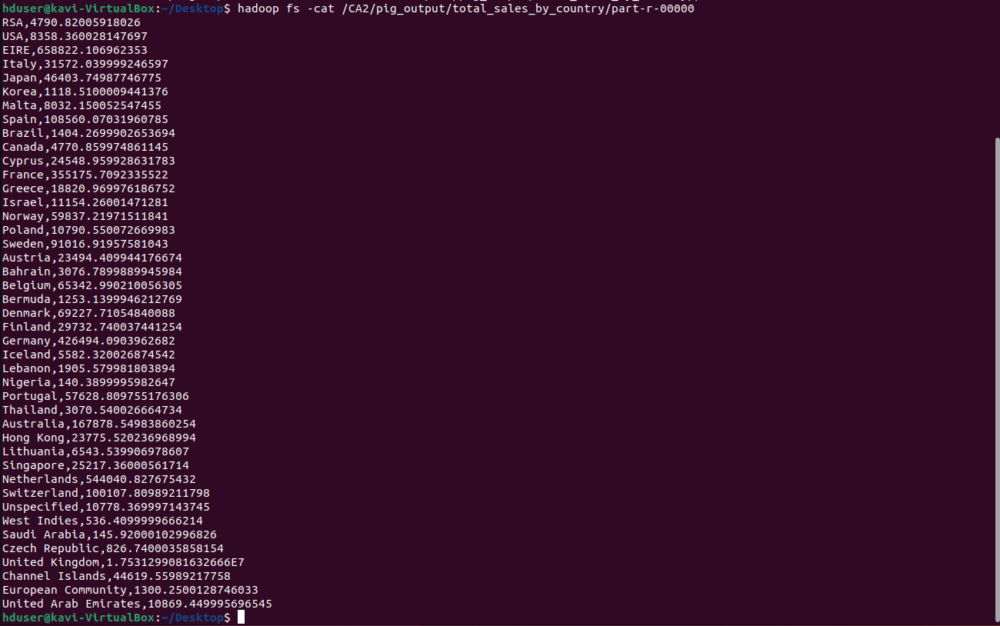 hduser@kavi-VirtualBox:~/Desktop$ hadoop fs -cat /CA2/pig_output/total_sales_by_country/part-r-00000
RSA,4790.82005918026
USA,8358.360028147697
EIRE,658822.106962353
Italy,31572.039999246597
Japan,46403.74987746775
Korea,1118.5100009441376
Malta,8032.150052547455
Spain,108560.07031960785
Brazil,1404.2699902653694
Canada,4770.859974861145
Cyprus,24548.959928631783
France,355175.7092335522
Greece,18820.969976186752
Israel,11154.26001471281
Norway,59837.21971511841
Poland,10790.550072669983
Sweden,91016.91957581043
Austria,23494.409944176674
Bahrain,3076.7899889945984
Belgium,65342.990210056305
Bermuda,1253.1399946212769
Denmark,69227.71054840088
Finland,29732.740037441254
Germany,426494.0903962682
Iceland,5582.320026874542
Lebanon,1905.579981803894
Nigeria,140.3899995982647
Portugal,57628.809755176306
Thailand,3070.540026664734
Australia,167878.54983860254
Hong Kong,23775.520236968994
Lithuania,6543.539906978607
Singapore,25217.36000561714
Netherlands,544040.827675432
Switzerland,100107.80989211798
Unspecified,10778.369997143745
West Indies,536.4099999666214
Saudi Arabia,145.92000102996826
Czech Republic,826.7400035858154
United Kingdom,1.7531299081632666E7
Channel Islands,44619.55989217758
European Community,1300.2500128746033
United Arab Emirates,10869.449995696545
hduser@kavi-VirtualBox:~/Desktop$